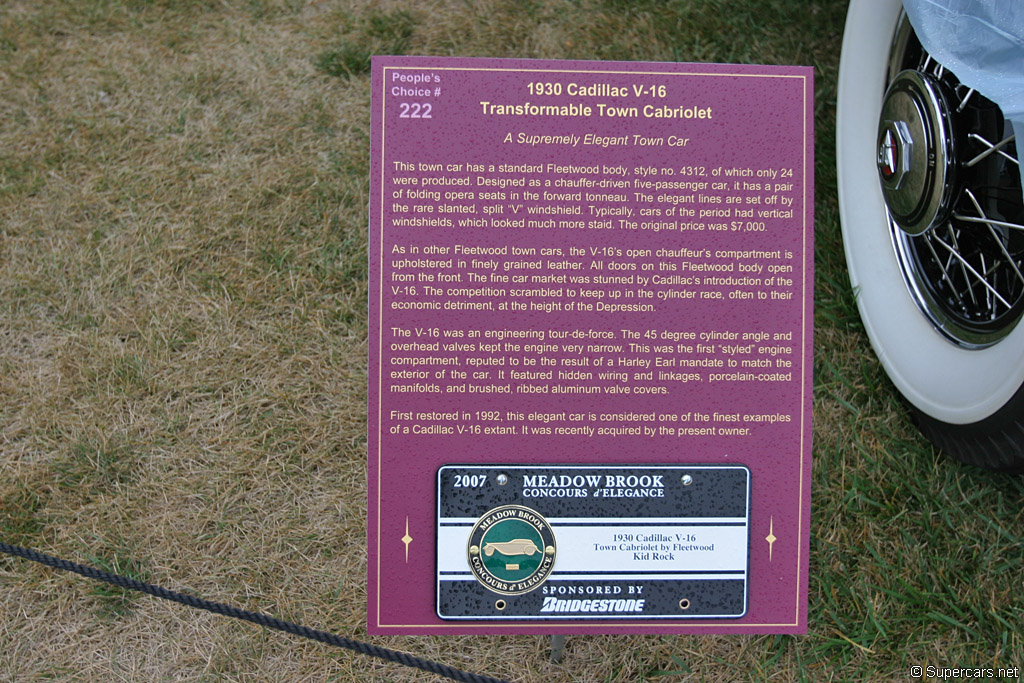 People's
Choice #
222
1930 Cadillac V-16
Transformable Town Cabriolet
A Supremely Elegant Town Car
This town car has a standard Fleetwood body, style no. 4312, of which only 24
were produced. Designed as a chauffer-driven five-passenger car, it has a pair
of folding opera seats in the forward tonneau. The elegant lines are set off by
the rare slanted, split "V" windshield. Typically, cars of the period had vertical
windshields, which looked much more staid. The original price was $7,000.
As in other Fleetwood town cars, the V-16's open chauffeur's compartment is
upholstered in finely grained leather. All doors on this Fleetwood body open
from the front. The fine car market was stunned by Cadillac's introduction of the
V-16. The competition scrambled to keep up in the cylinder race, often to their
economic detriment, at the height of the Depression.
The V-16 was an engineering tour-de-force. The 45 degree cylinder angle and
overhead valves kept the engine very narrow. This was the first "styled" engine
compartment, reputed to be the result of a Harley Earl mandate to match the
exterior of the car. It featured hidden wiring and linkages, porcelain-coated
manifolds, and brushed, ribbed aluminum valve covers.
First restored in 1992, this elegant car is considered one of the finest examples
of a Cadillac V-16 extant. It was recently acquired by the present owner.
2007 MEADOW BROOK
CONCOURS d'ELEGANCE
MEADOW BROOK
CONCOURS d' ELEGANCE
1930 Cadillac V-16
Town Cabriolet by Fleetwood
Kid Rock
SPONSORED BY
BRIDGESTONE
© Supercars.net